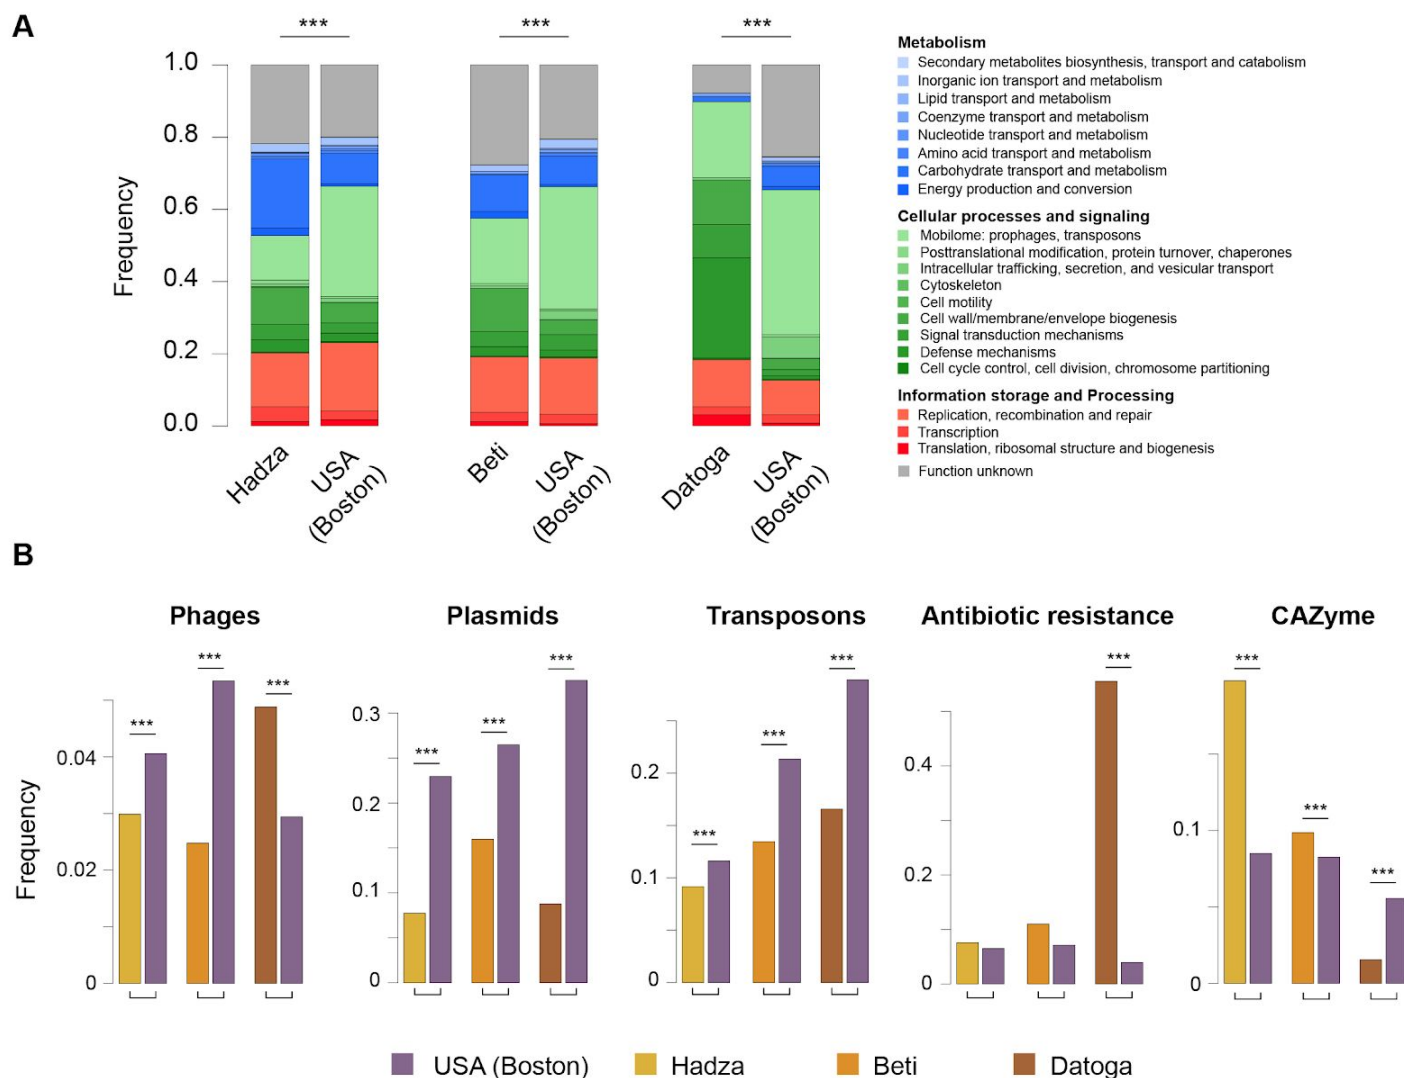 A
***
***
***
1.0
0.8
0.6
0.4
0.2
0.0
Frequency
Hadza
USA
(Boston)
Beti
USA
(Boston)
Datoga
USA
(Boston)
Metabolism
Secondary metabolites biosynthesis, transport and catabolism
Inorganic ion transport and metabolism
Lipid transport and metabolism
Coenzyme transport and metabolism
Nucleotide transport and metabolism
Amino acid transport and metabolism
Carbohydrate transport and metabolism
Energy production and conversion
Cellular processes and signaling
Mobilome: prophages, transposons
Posttranslational modification, protein turnover, chaperones
Intracellular trafficking, secretion, and vesicular transport
Cytoskeleton
Cell motility
Cell wall/membrane/envelope biogenesis
Signal transduction mechanisms
Defense mechanisms
Cell cycle control, cell division, chromosome partitioning
Information storage and Processing
Replication, recombination and repair
Transcription
Translation, ribosomal structure and biogenesis
Function unknown
B
Phages
***
***
***
0.04
0.02
0
Frequency
Plasmids
***
***
***
0.3
0.2
0.1
0
Transposons
***
***
***
0.2
0.1
0
Antibiotic resistance
***
0.4
0.2
0
CAZyme
***
***
***
0.1
0
USA (Boston)
Hadza
Beti
Datoga